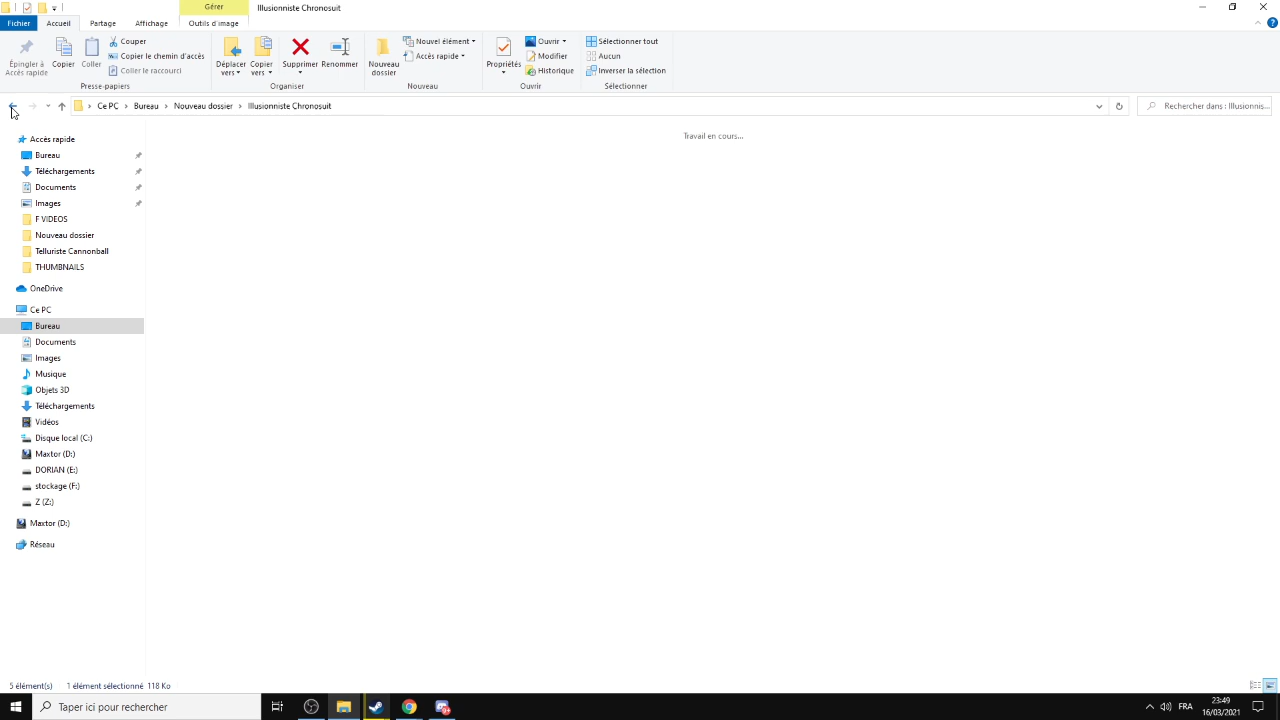 Gérer
Illusionniste Chronosuit
Fichier
Accueil
Partage
Affichage
Outils d'image
Épingler à
Accès rapide
Copier
Coller
Couper
Copier le chemin d'accès
Coller le raccourci
Déplacer
vers
Copier
vers
Supprimer
Renommer
Nouveau
dossier
Nouvel élément
Accès rapide
Propriétés
Ouvrir
Modifier
Historique
Sélectionner tout
Aucun
Inverser la sélection
Presse-papiers
Organiser
Nouveau
Ouvrir
Sélectionner
Ce PC
Bureau
Nouveau dossier
Illusionniste Chronosuit
Rechercher dans : Illusionnis...
Travail en cours...
Accès rapide
Bureau
Téléchargements
Documents
Images
F VIDEOS
Nouveau dossier
Telluriste Cannonball
THUMBNAILS
OneDrive
Ce PC
Bureau
Documents
Images
Musique
Objets 3D
Téléchargements
Vidéos
Disque local (C:)
Maxtor (D:)
DORIAN (E:)
stockage (F:)
Z (Z:)
Maxtor (D:)
Réseau
5 élément(s)
1 élément sélectionné 118 Ko
Taper ici pour rechercher
FRA
23:49
16/03/2021